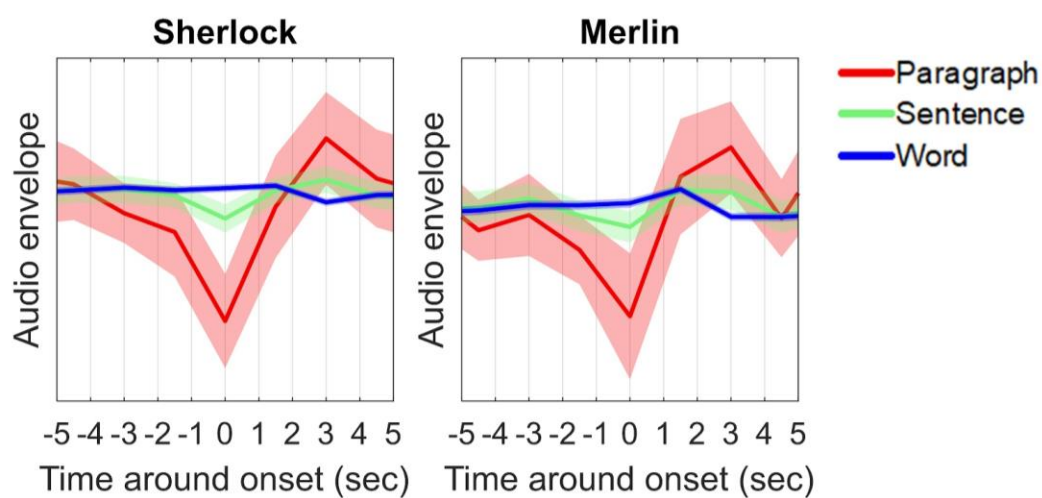 Sherlock
Merlin
Paragraph
Sentence
Word
Audio envelope
Audio envelope
-5 -4 -3 -2 -1 0 1 2 3 4 5
-5 -4 -3 -2 -1 0 1 2 3 4 5
Time around onset (sec)
Time around onset (sec)